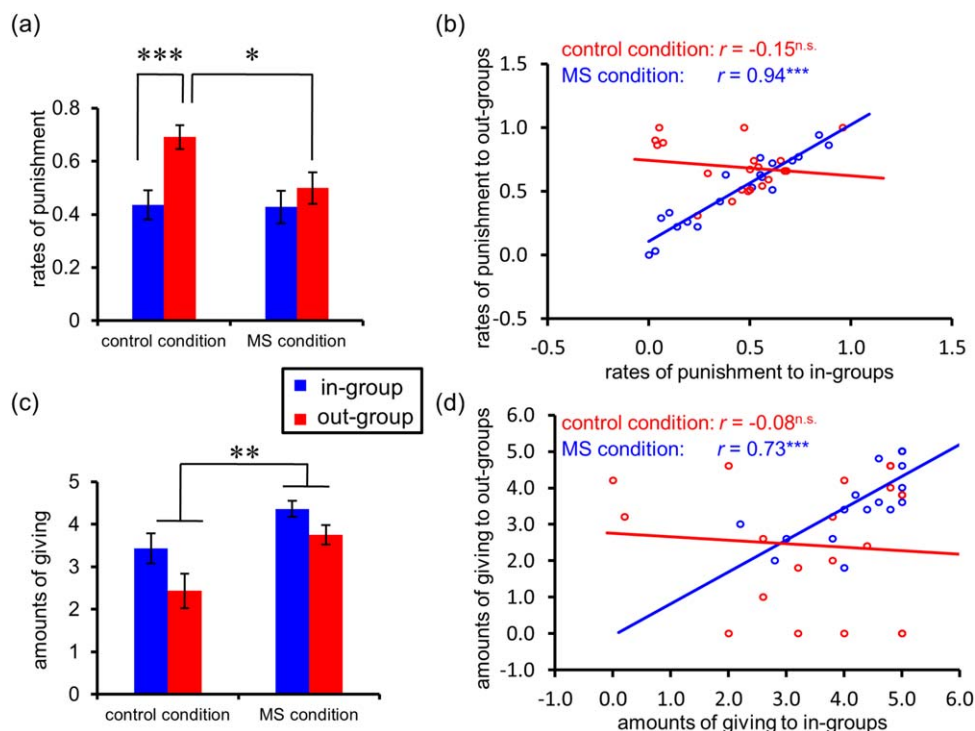 (a)
***
*
rates of punishment
0.8
0.6
0.4
0.2
0
control condition
MS condition
(b)
control condition: r = -0.15n.s.
MS condition: r = 0.94***
rates of punishment to out-groups
1.5
1.0
0.5
0.0
-0.5
-0.5
0.0
0.5
1.0
1.5
rates of punishment to in-groups
in-group
out-group
(c)
**
amounts of giving
5
4
3
2
1
0
control condition
MS condition
(d)
control condition: r = -0.08n.s.
MS condition: r = 0.73***
amounts of giving to out-groups
6.0
5.0
4.0
3.0
2.0
1.0
0.0
-1.0
-1.0
0.0
1.0
2.0
3.0
4.0
5.0
6.0
amounts of giving to in-groups